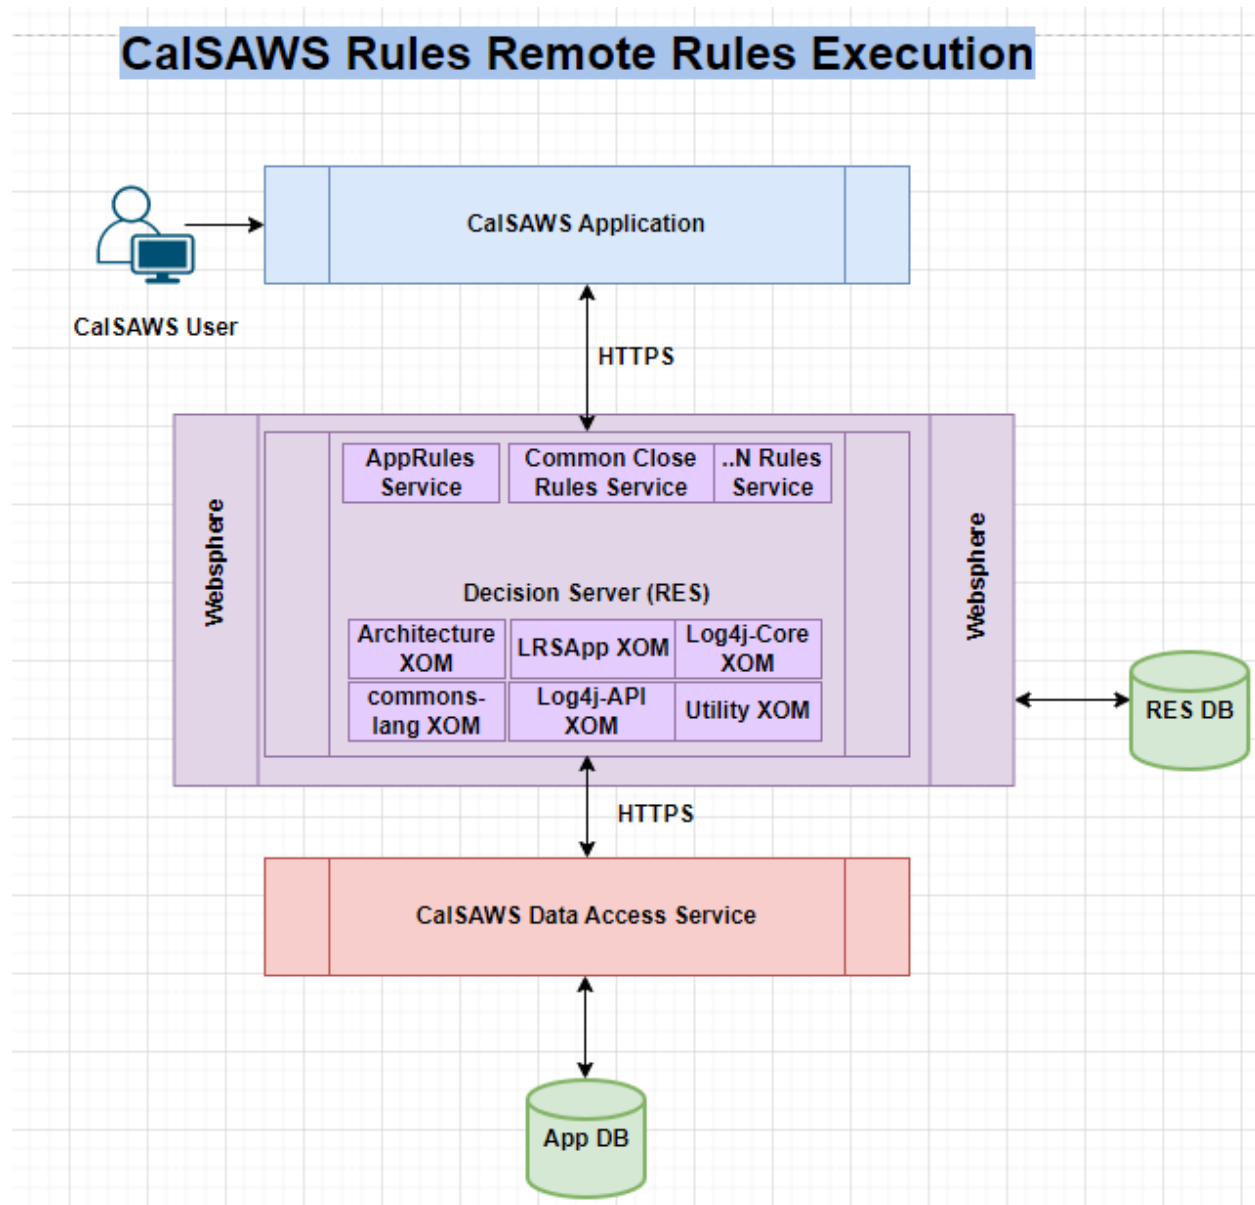 CalSAWS Rules Remote Rules Execution
CalSAWS Application
CalSAWS User
HTTPS
AppRules
Service
Common Close
Rules Service
..N Rules
Service
Websphere
Websphere
Decision Server (RES)
Architecture
XOM
LRSApp XOM
Log4j-Core
XOM
commons-
lang XOM
Log4j-API
XOM
Utility XOM
RES DB
HTTPS
CalSAWS Data Access Service
App DB